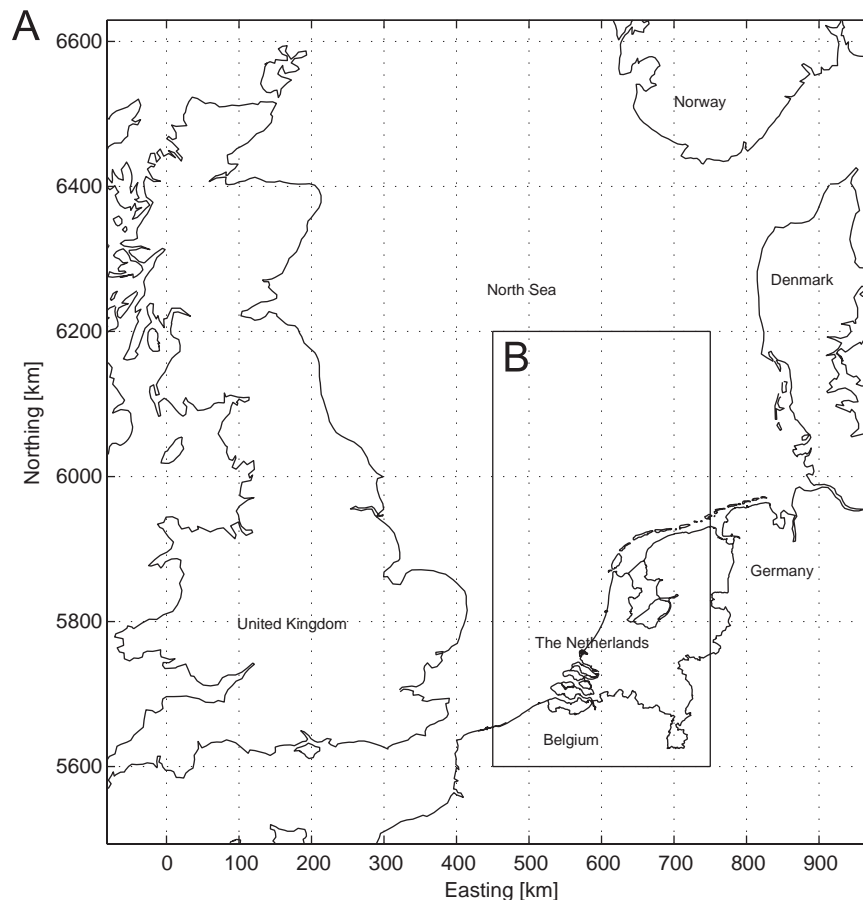 A
6600
Norway
6400
Denmark
North Sea
6200
B
Northing [km]
6000
Germany
5800
United Kingdom
The Netherlands
Belgium
5600
0 100 200 300 400 500 600 700 800 900
Easting [km]